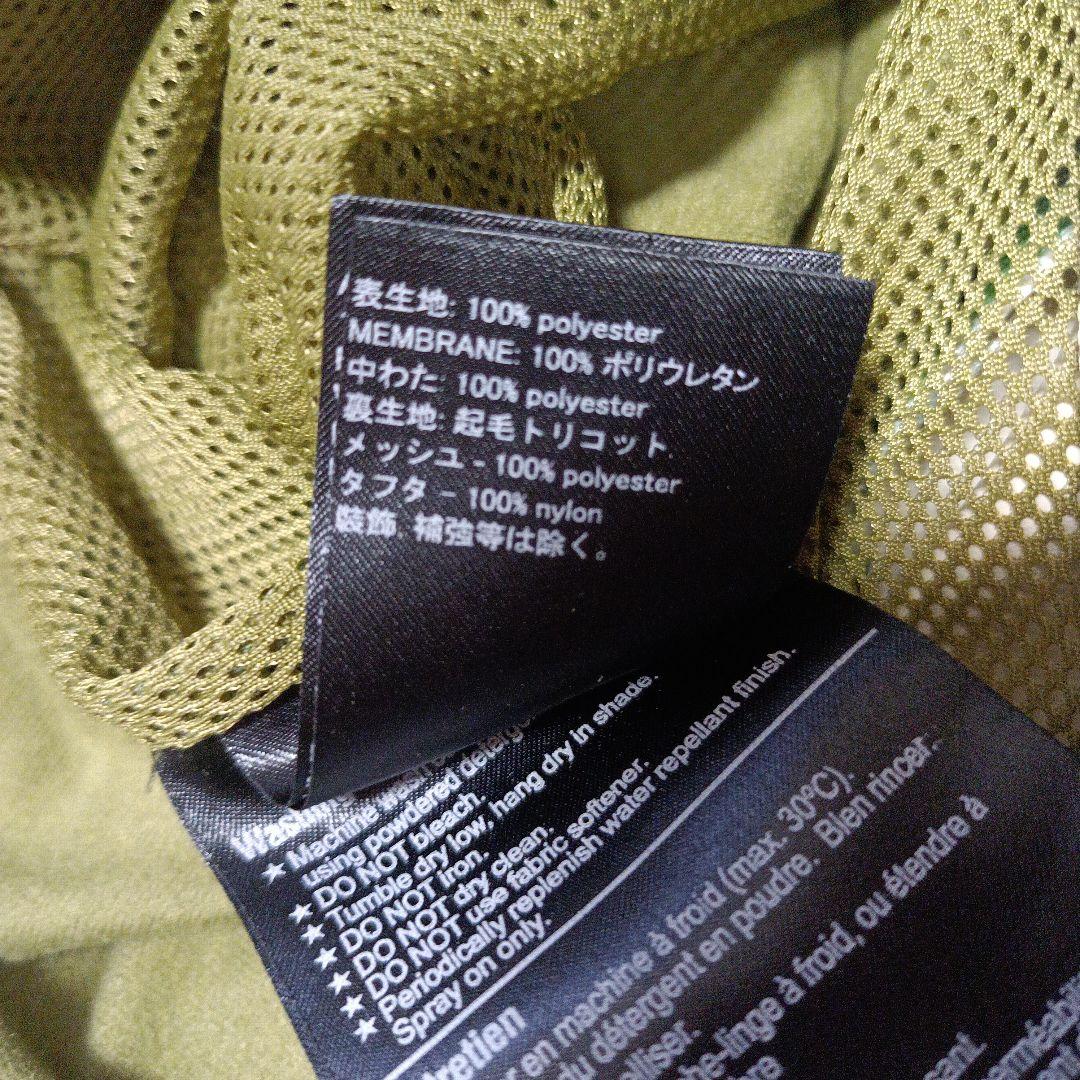 表生地: 100% polyester
MEMBRANE: 100% ポリウレタン
中わた: 100% polyester
裏生地: 起毛トリコット.
メッシュ - 100% polyester
タフタ - 100% nylon
装飾, 補強等は除く。
★ Machine wash
using powdered
★ DO NOT bleach.
★ Tumble dry low, hang dry in shade.
★ DO NOT iron.
★ DO NOT dry clean.
★ DO NOT use fabric softener.
★ Periodically replenish water repellant finish.
Spray on only.
en machine à froid (max. 30ºC).
du détergent en poudre. Bien rincer.
à froid, ou étendre à